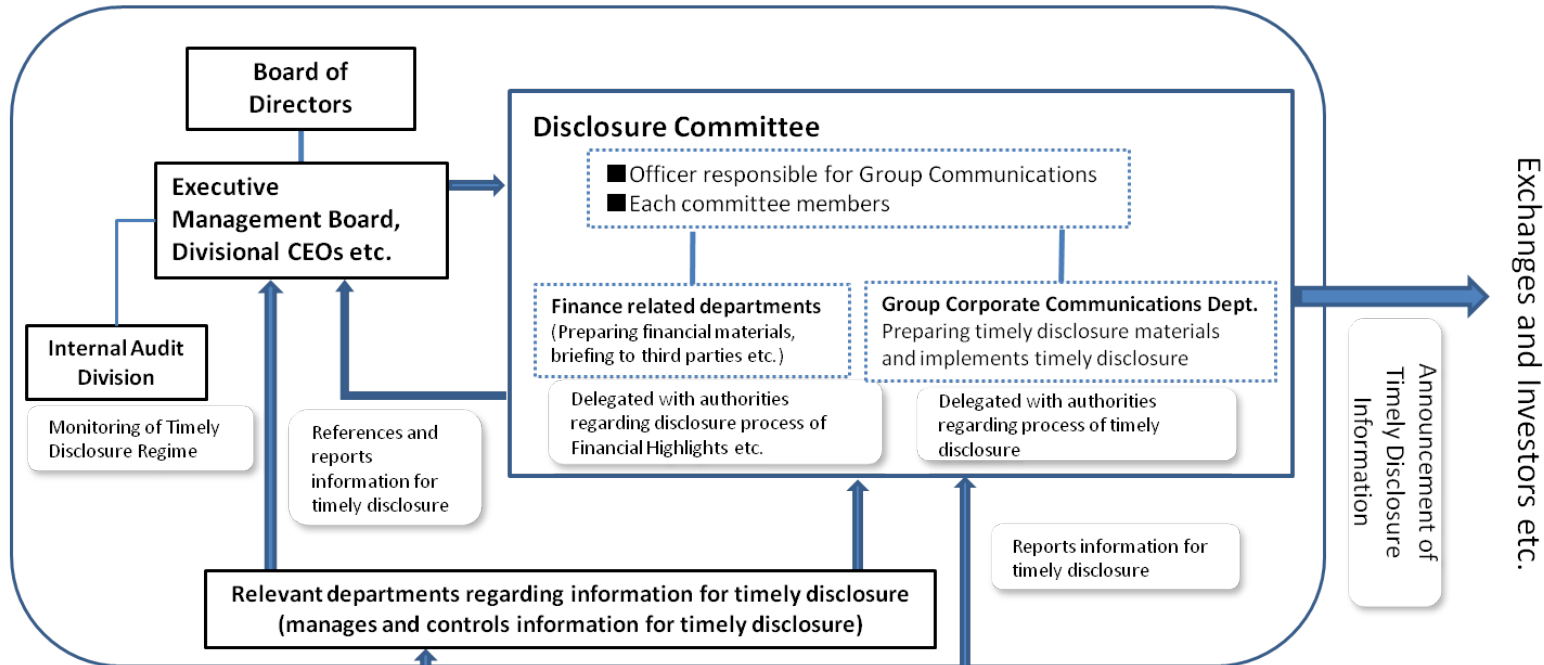 Board of
Directors
Executive
Management Board,
Divisional CEOs etc.
Internal Audit
Division
Monitoring of Timely
Disclosure Regime
References and
reports
information for
timely disclosure
Disclosure Committee
■Officer responsible for Group Communications
■Each committee members
Finance related departments
(Preparing financial materials,
briefing to third parties etc.)
Delegated with authorities
regarding disclosure process of
Financial Highlights etc.
Group Corporate Communications Dept.
Preparing timely disclosure materials
and implements timely disclosure
Delegated with authorities
regarding process of timely
disclosure
Reports information for
timely disclosure
Relevant departments regarding information for timely disclosure
(manages and controls information for timely disclosure)
Announcement of
Timely Disclosure
Information
Exchanges and Investors etc.